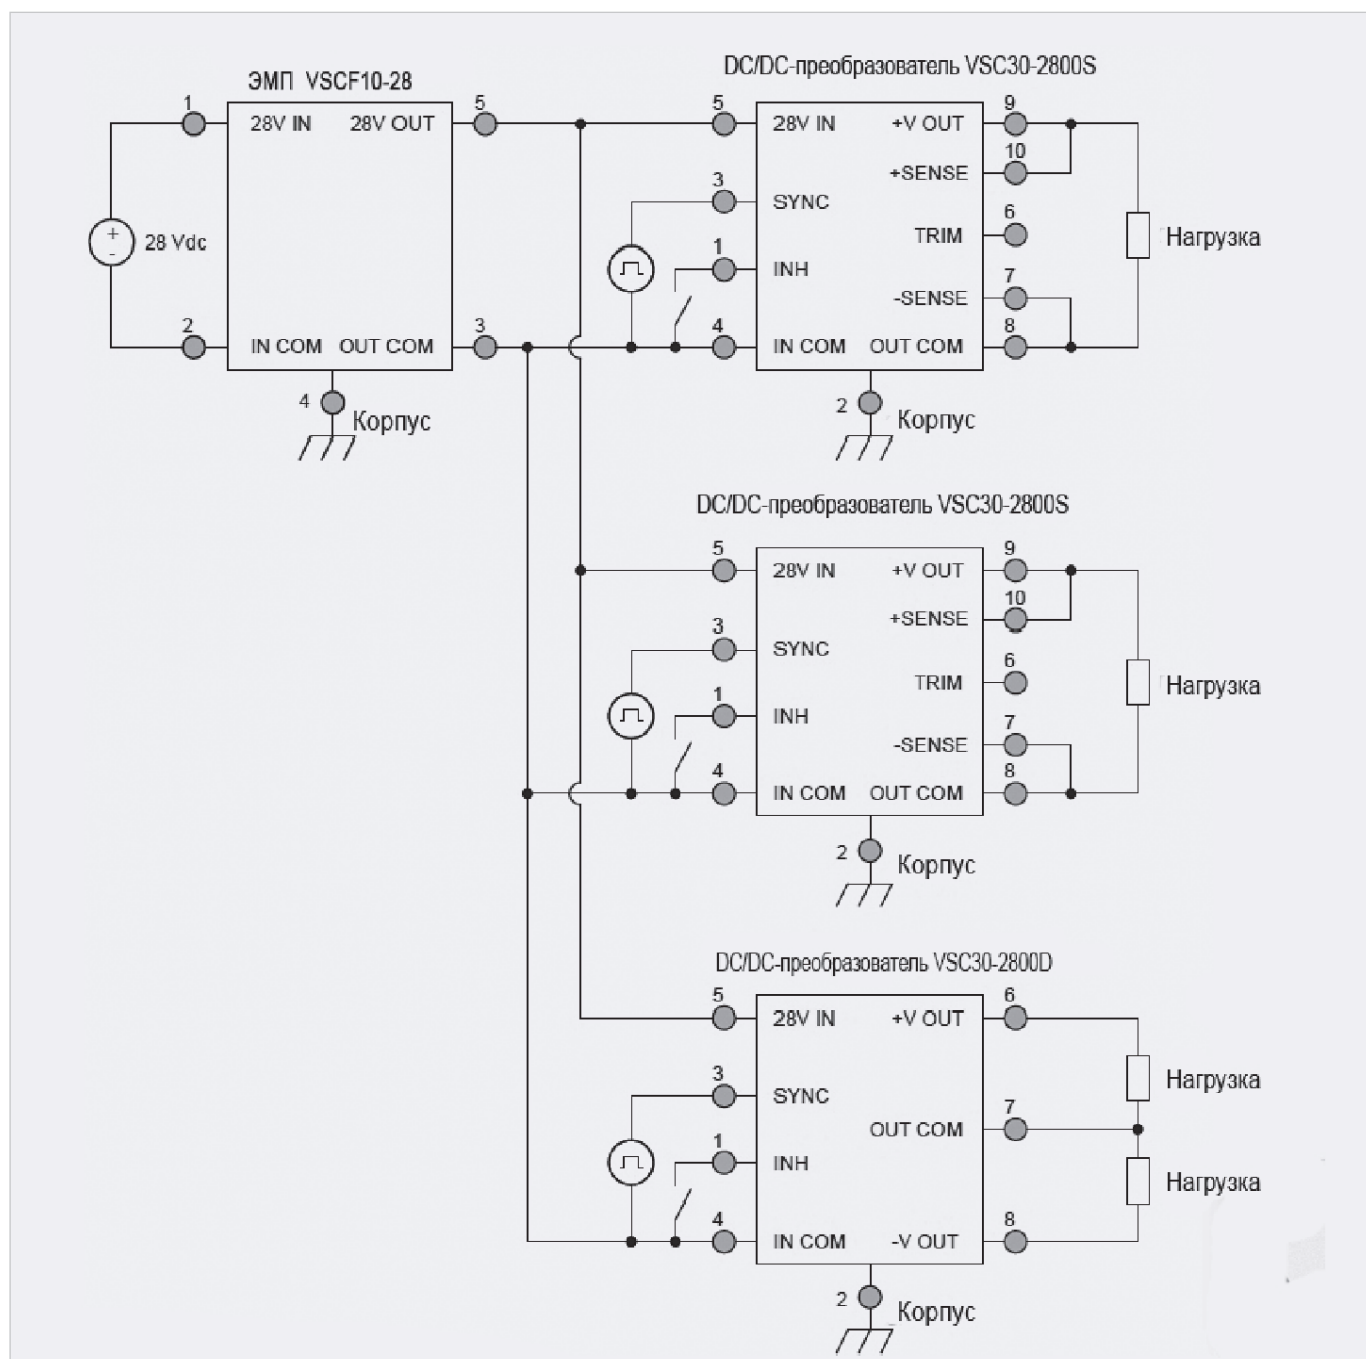 ЭМП VSCF10-28
1
28V IN
28V OUT
5
+
-
28 Vdc
2
IN COM
OUT COM
3
4
Корпус
DC/DC-преобразователь VSC30-2800S
5
28V IN
+V OUT
9
+SENSE
10
3
SYNC
TRIM
6
Нагрузка
1
INH
-SENSE
7
4
IN COM
OUT COM
8
2
Корпус
DC/DC-преобразователь VSC30-2800S
5
28V IN
+V OUT
9
+SENSE
10
3
SYNC
TRIM
6
Нагрузка
1
INH
-SENSE
7
4
IN COM
OUT COM
8
2
Корпус
DC/DC-преобразователь VSC30-2800D
5
28V IN
+V OUT
6
Нагрузка
3
SYNC
OUT COM
7
1
INH
Нагрузка
4
IN COM
-V OUT
8
2
Корпус